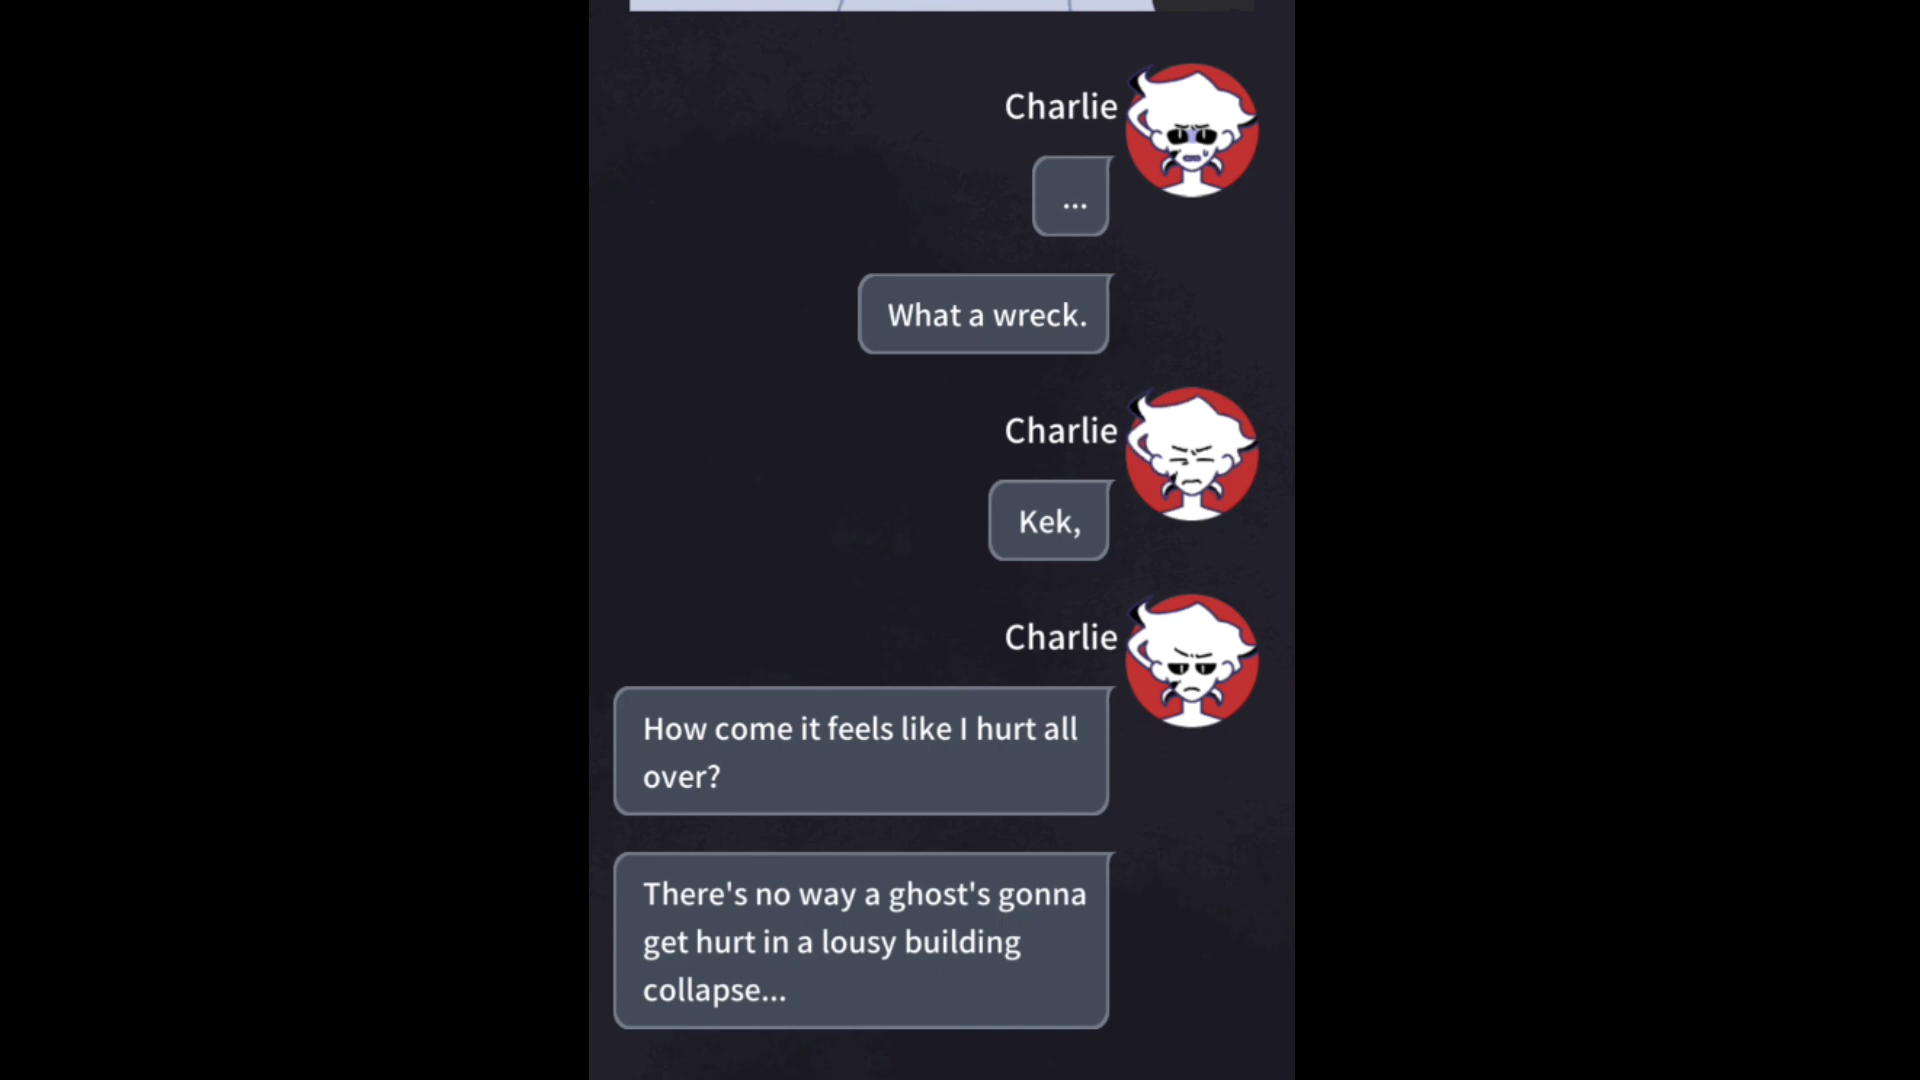 Charlie
...
What a wreck.
Charlie
Kek,
Charlie
How come it feels like I hurt all
over?
There's no way a ghost's gonna
get hurt in a lousy building
collapse...